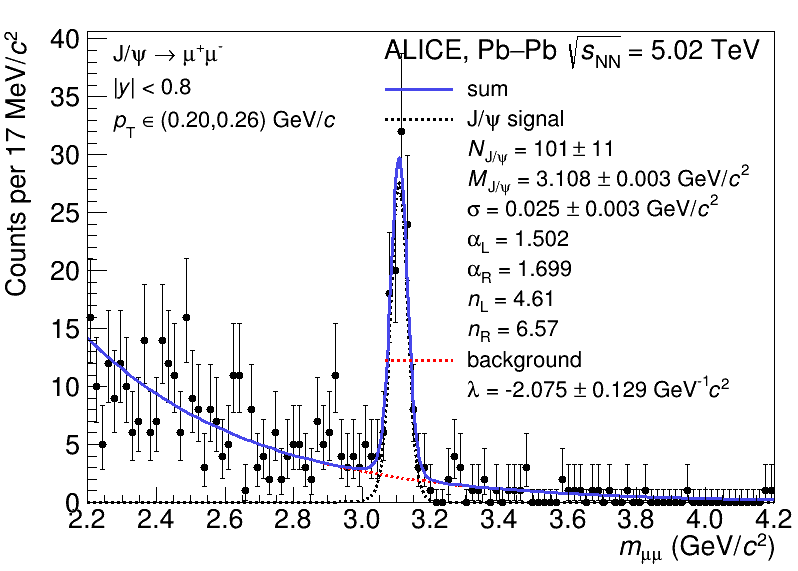 ALICE, Pb–Pb √s_NN = 5.02 TeV
J/ψ → μ⁺μ⁻
|y| < 0.8
p_T ∈ (0.20,0.26) GeV/c
sum
J/ψ signal
N_J/ψ = 101 ± 11
M_J/ψ = 3.108 ± 0.003 GeV/c²
σ = 0.025 ± 0.003 GeV/c²
α_L = 1.502
α_R = 1.699
n_L = 4.61
n_R = 6.57
background
λ = -2.075 ± 0.129 GeV⁻¹c²
Counts per 17 MeV/c²
40
35
30
25
20
15
10
5
0
2.2 2.4 2.6 2.8 3.0 3.2 3.4 3.6 3.8 4.0 4.2
m_μμ (GeV/c²)